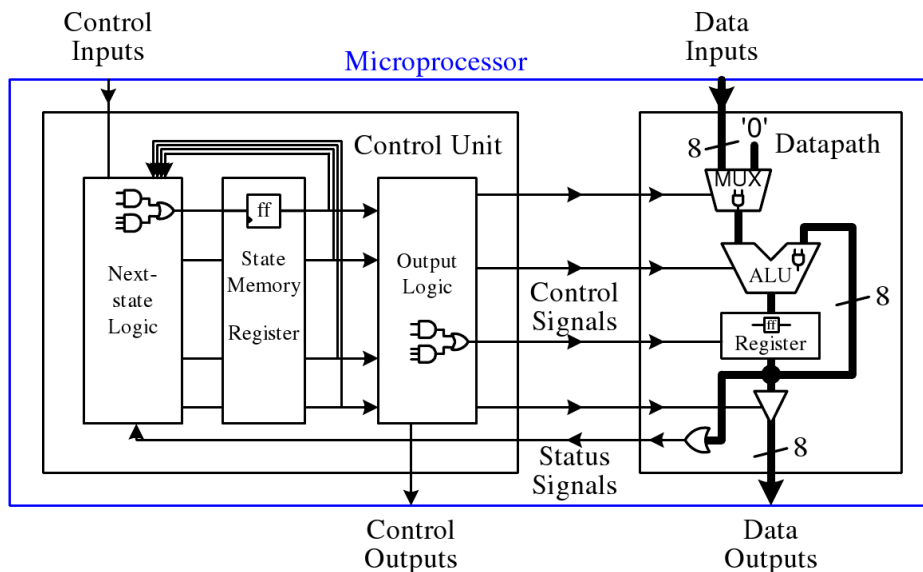 Control
Inputs
Data
Inputs
Microprocessor
Control Unit
8
'0'
Datapath
MUX
ff
Next-
state
Logic
State
Memory
Register
Output
Logic
ALU
Control
Signals
8
ff
Register
Status
Signals
8
Control
Outputs
Data
Outputs